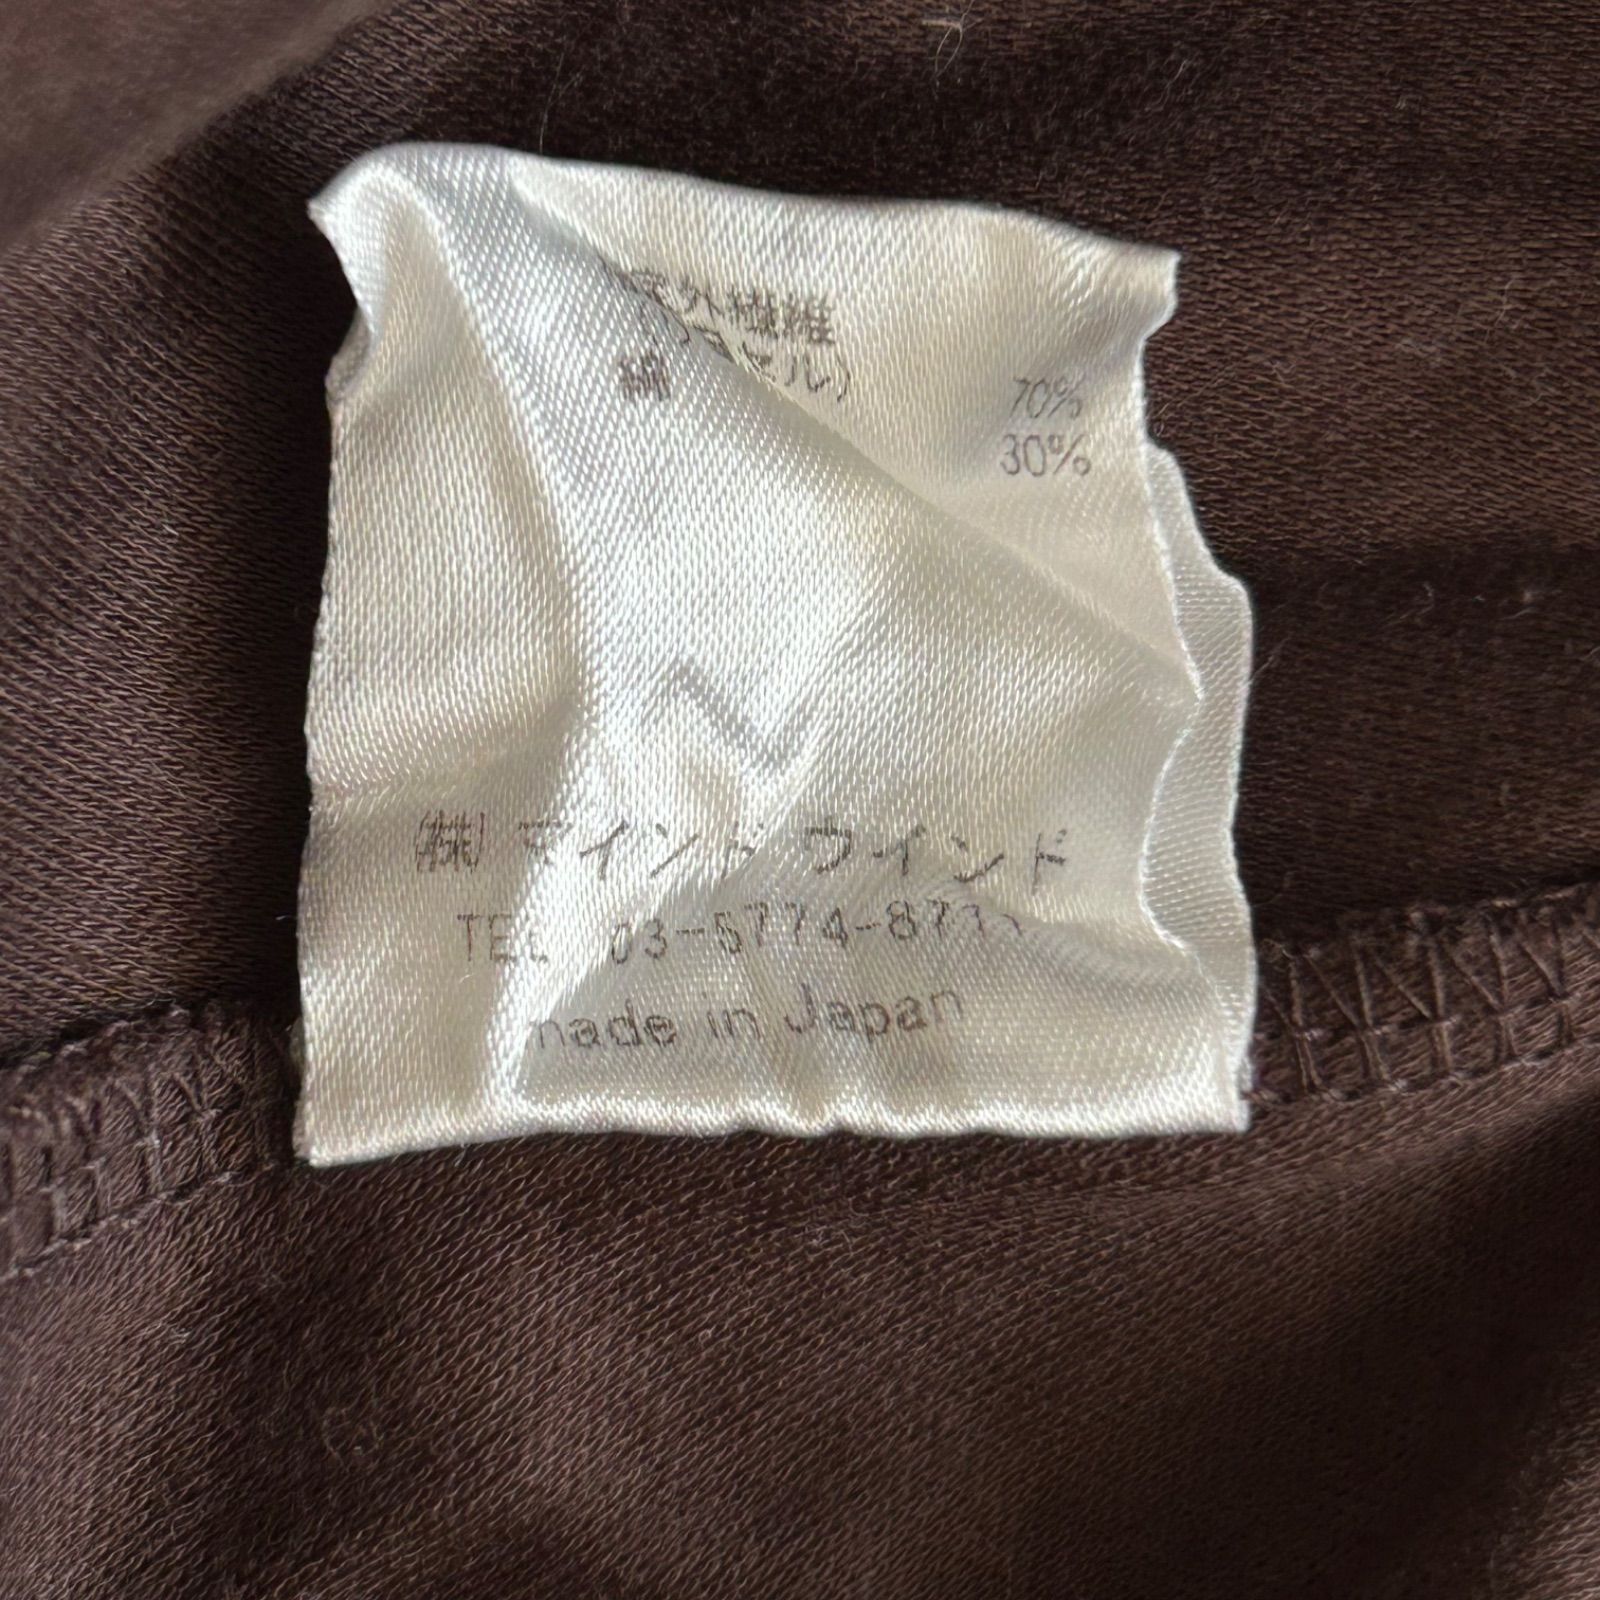 外繊維
セル) 70%
綿 30%
㈱ マインドウインド
TEL 03-5774-87
made in Japan